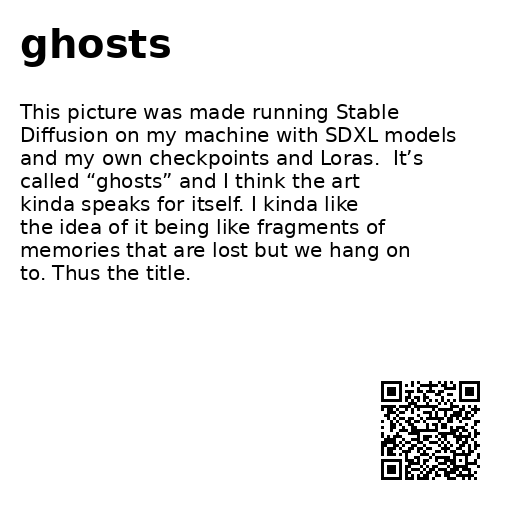 ghosts
This picture was made running Stable
Diffusion on my machine with SDXL models
and my own checkpoints and Loras.  It’s
called “ghosts” and I think the art
kinda speaks for itself. I kinda like
the idea of it being like fragments of
memories that are lost but we hang on
to. Thus the title.